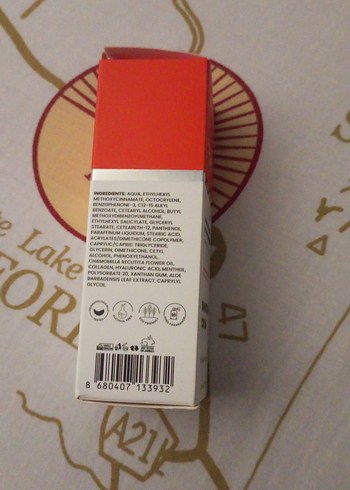 INGREDIENTS: AQUA, ETHYLHEXYL
METHOXYCINNAMATE, OCTOCRYLENE,
BENZOPHENONE-3, C12-15 ALKYL
BENZOATE, CETEARYL ALCOHOL, BUTYL
METHOXYDIBENZOYLMETHANE,
ETHYLHEXYL SALICYLATE, GLYCERYL
STEARATE, CETEARETH-12, PANTHENOL,
PARAFFINUM LIQUIDUM, STEARIC ACID,
ACRYLATES/DIMETHICONE COPOLYMER,
CAPRYLIC/CAPRIC TRIGLYCERIDE,
GLYCERIN, DIMETHICONE, CETYL
ALCOHOL, PHENOXYETHANOL,
CHAMOMILLA RECUTITA FLOWER OIL,
COLLAGEN, HYALURONIC ACID, MENTHOL,
POLYSORBATE 20, XANTHAN GUM, ALOE
BARBADENSIS LEAF EXTRACT, CAPRYLYL
GLYCOL
8 680407 133932
Lake
FOR
A21